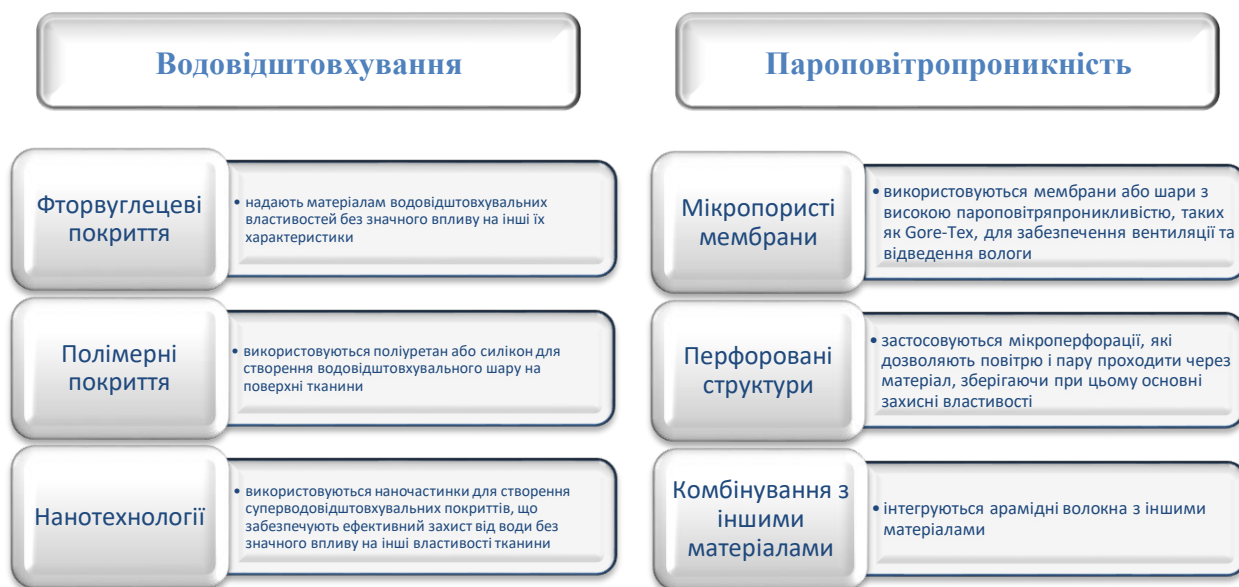 Водовідштовхування
Фторвуглецеві
покриття
• надають матеріалам водовідштовхувальних
властивостей без значного впливу на інші їх
характеристики
Полімерні
покриття
• використовуються поліуретан або силікон для
створення водовідштовхувального шару на
поверхні тканини
Нанотехнології
• використовуються наночастинки для створення
суперводовідштовхувальних покриттів, що
забезпечують ефективний захист від води без
значного впливу на інші властивості тканини
Пароповітропроникність
Мікропористі
мембрани
• використовуються мембрани або шари з
високою пароповітряпроникливістю, таких
як Gore-Tex, для забезпечення вентиляції та
відведення вологи
Перфоровані
структури
• застосовуються мікроперфорації, які
дозволяють повітрю і пару проходити через
матеріал, зберігаючи при цьому основні
захисні властивості
Комбінування з
іншими
матеріалами
• інтегруються арамідні волокна з іншими
матеріалами